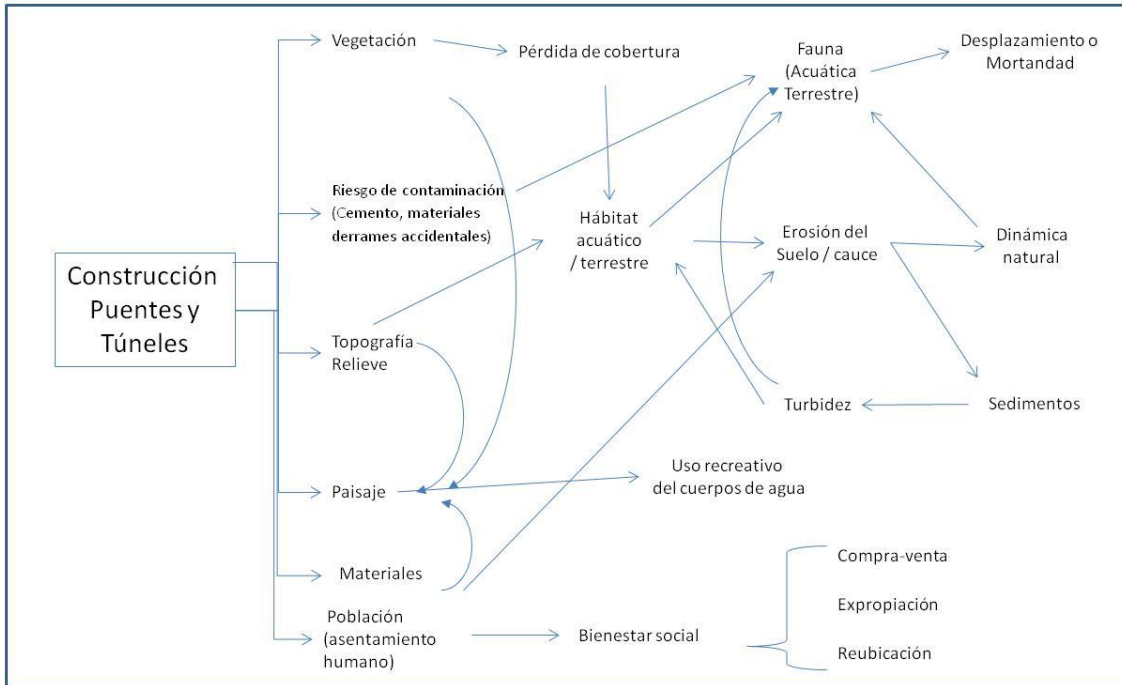 Vegetación
Pérdida de cobertura
Fauna
(Acuática
Terrestre)
Desplazamiento o
Mortandad
Riesgo de contaminación
(Cemento, materiales
derrames accidentales)
Hábitat
acuático
/ terrestre
Erosión del
Suelo / cauce
Dinámica
natural
Construcción
Puentes y
Túneles
Topografía
Relieve
Turbidez
Sedimentos
Paisaje
Uso recreativo
del cuerpos de agua
Materiales
Población
(asentamiento
humano)
Bienestar social
Compra-venta
Expropiación
Reubicación